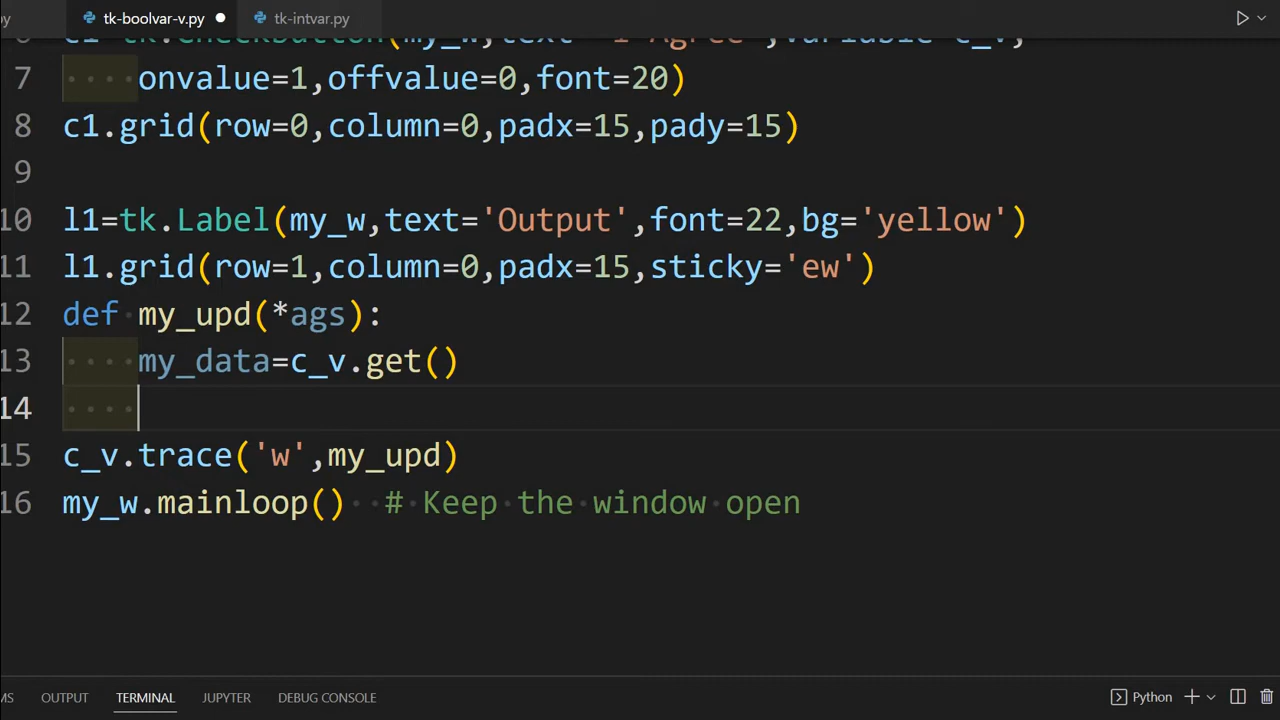 py tk-boolvar-v.py tk-intvar.py
7 onvalue=1,offvalue=0,font=20)
8 c1.grid(row=0,column=0,padx=15,pady=15)
9
10 l1=tk.Label(my_w,text='Output',font=22,bg='yellow')
11 l1.grid(row=1,column=0,padx=15,sticky='ew')
12 def my_upd(*ags):
13 my_data=c_v.get()
14
15 c_v.trace('w',my_upd)
16 my_w.mainloop() # Keep the window open
MS OUTPUT TERMINAL JUPYTER DEBUG CONSOLE Python